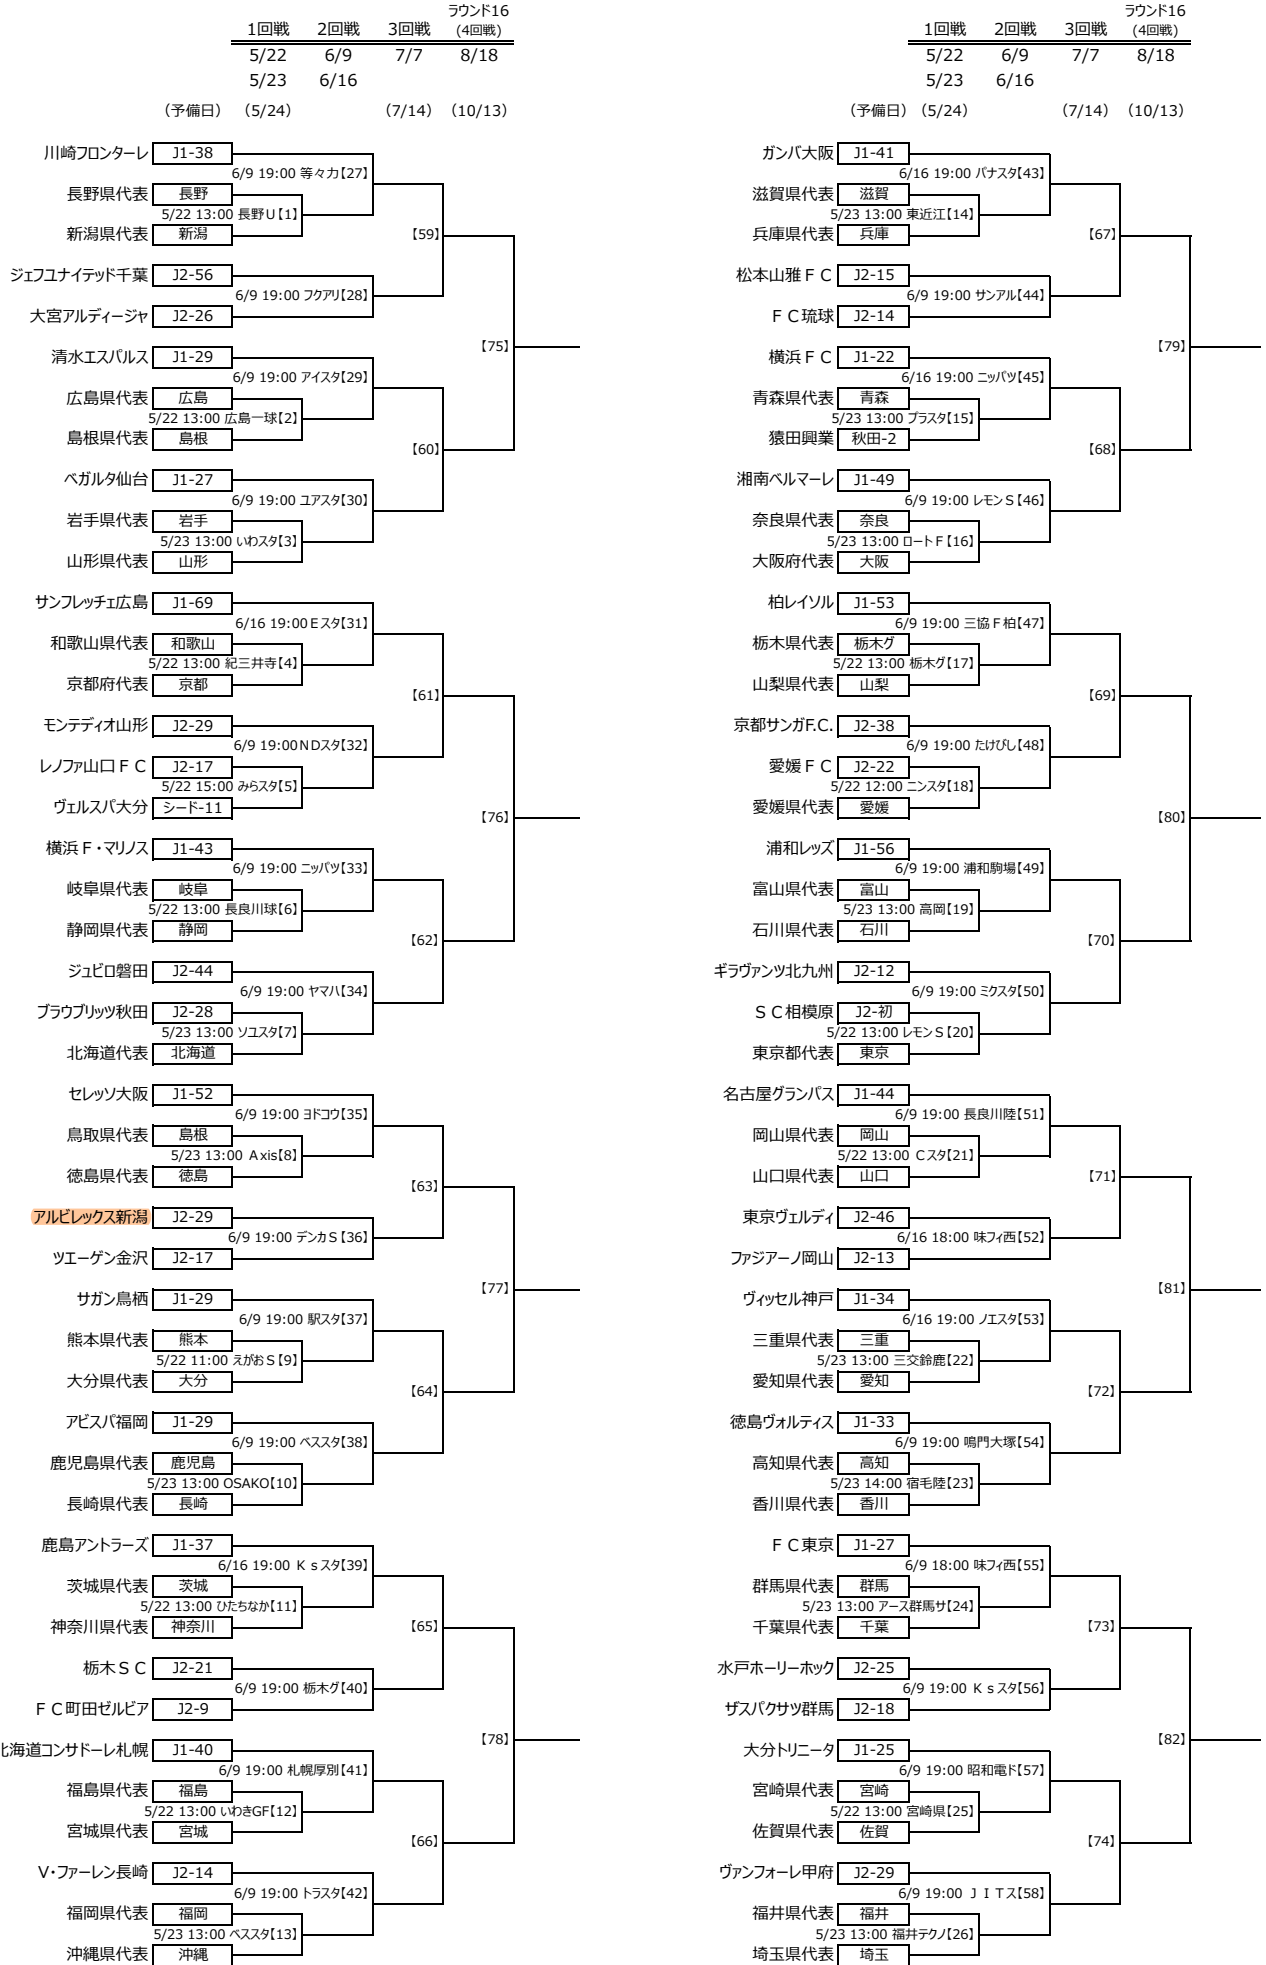 ラウンド16
1回戦 2回戦 3回戦 (4回戦)
5/22 6/9 7/7 8/18
5/23 6/16
（予備日） （5/24） （7/14） （10/13）
川崎フロンターレ J1-38
6/9 19:00 等々力【27】
長野県代表 長野
5/22 13:00 長野U【1】
新潟県代表 新潟
【59】
ジェフユナイテッド千葉 J2-56
6/9 19:00 フクアリ【28】
大宮アルディージャ J2-26
【75】
清水エスパルス J1-29
6/9 19:00 アイスタ【29】
広島県代表 広島
5/22 13:00 広島一球【2】
島根県代表 島根
【60】
ベガルタ仙台 J1-27
6/9 19:00 ユアスタ【30】
岩手県代表 岩手
5/23 13:00 いわスタ【3】
山形県代表 山形
サンフレッチェ広島 J1-69
6/16 19:00Ｅスタ【31】
和歌山県代表 和歌山
5/22 13:00 紀三井寺【4】
京都府代表 京都
【61】
モンテディオ山形 J2-29
6/9 19:00ＮＤスタ【32】
レノファ山口ＦＣ J2-17
5/22 15:00 みらスタ【5】
ヴェルスパ大分 シード-11
【76】
横浜Ｆ・マリノス J1-43
6/9 19:00 ニッパツ【33】
岐阜県代表 岐阜
5/22 13:00 長良川球【6】
静岡県代表 静岡
【62】
ジュビロ磐田 J2-44
6/9 19:00 ヤマハ【34】
ブラウブリッツ秋田 J2-28
5/23 13:00 ソユスタ【7】
北海道代表 北海道
セレッソ大阪 J1-52
6/9 19:00 ヨドコウ【35】
鳥取県代表 島根
5/23 13:00 Ａxis【8】
徳島県代表 徳島
【63】
アルビレックス新潟 J2-29
6/9 19:00 デンカＳ【36】
ツエーゲン金沢 J2-17
【77】
サガン鳥栖 J1-29
6/9 19:00 駅スタ【37】
熊本県代表 熊本
5/22 11:00 えがおＳ【9】
大分県代表 大分
【64】
アビスパ福岡 J1-29
6/9 19:00 ベススタ【38】
鹿児島県代表 鹿児島
5/23 13:00 OSAKO【10】
長崎県代表 長崎
鹿島アントラーズ J1-37
6/16 19:00 Ｋｓスタ【39】
茨城県代表 茨城
5/22 13:00 ひたちなか【11】
神奈川県代表 神奈川
【65】
栃木ＳＣ J2-21
6/9 19:00 栃木グ【40】
ＦＣ町田ゼルビア J2-9
【78】
海道コンサドーレ札幌 J1-40
6/9 19:00 札幌厚別【41】
福島県代表 福島
5/22 13:00 いわきGF【12】
宮城県代表 宮城
【66】
V・ファーレン長崎 J2-14
6/9 19:00 トラスタ【42】
福岡県代表 福岡
5/23 13:00 ベススタ【13】
沖縄県代表 沖縄
ラウンド16
1回戦 2回戦 3回戦 (4回戦)
5/22 6/9 7/7 8/18
5/23 6/16
（予備日） （5/24） （7/14） （10/13）
ガンバ大阪 J1-41
6/16 19:00 パナスタ【43】
滋賀県代表 滋賀
5/23 13:00 東近江【14】
兵庫県代表 兵庫
【67】
松本山雅ＦＣ J2-15
6/9 19:00 サンアル【44】
ＦＣ琉球 J2-14
【79】
横浜ＦＣ J1-22
6/16 19:00 ニッパツ【45】
青森県代表 青森
5/23 13:00 プラスタ【15】
猿田興業 秋田-2
【68】
湘南ベルマーレ J1-49
6/9 19:00 レモンＳ【46】
奈良県代表 奈良
5/23 13:00 ロートＦ【16】
大阪府代表 大阪
柏レイソル J1-53
6/9 19:00 三協Ｆ柏【47】
栃木県代表 栃木グ
5/22 13:00 栃木グ【17】
山梨県代表 山梨
【69】
京都サンガF.C. J2-38
6/9 19:00 たけびし【48】
愛媛ＦＣ J2-22
5/22 12:00 ニンスタ【18】
愛媛県代表 愛媛
【80】
浦和レッズ J1-56
6/9 19:00 浦和駒場【49】
富山県代表 富山
5/23 13:00 高岡【19】
石川県代表 石川
【70】
ギラヴァンツ北九州 J2-12
6/9 19:00 ミクスタ【50】
ＳＣ相模原 J2-初
5/22 13:00 レモンＳ【20】
東京都代表 東京
名古屋グランパス J1-44
6/9 19:00 長良川陸【51】
岡山県代表 岡山
5/22 13:00 Ｃスタ【21】
山口県代表 山口
【71】
東京ヴェルディ J2-46
6/16 18:00 味フィ西【52】
ファジアーノ岡山 J2-13
【81】
ヴィッセル神戸 J1-34
6/16 19:00 ノエスタ【53】
三重県代表 三重
5/23 13:00 三交鈴鹿【22】
愛知県代表 愛知
【72】
徳島ヴォルティス J1-33
6/9 19:00 鳴門大塚【54】
高知県代表 高知
5/23 14:00 宿毛陸【23】
香川県代表 香川
ＦＣ東京 J1-27
6/9 18:00 味フィ西【55】
群馬県代表 群馬
5/23 13:00 アース群馬サ【24】
千葉県代表 千葉
【73】
水戸ホーリーホック J2-25
6/9 19:00 Ｋｓスタ【56】
ザスパクサツ群馬 J2-18
【82】
大分トリニータ J1-25
6/9 19:00 昭和電ド【57】
宮崎県代表 宮崎
5/22 13:00 宮崎県【25】
佐賀県代表 佐賀
【74】
ヴァンフォーレ甲府 J2-29
6/9 19:00 ＪＩＴス【58】
福井県代表 福井
5/23 13:00 福井テクノ【26】
埼玉県代表 埼玉